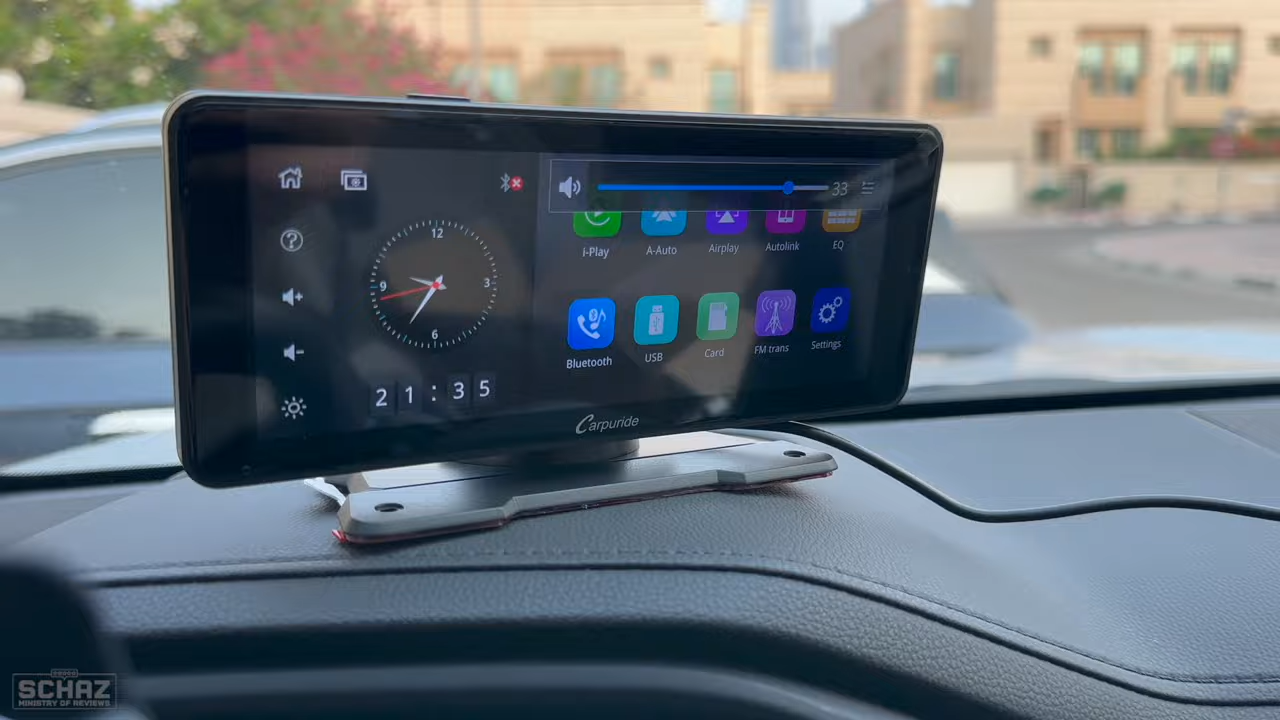 33
12
9
3
6
21:35
i-Play
A-Auto
Airplay
Autolink
EQ
Bluetooth
USB
Card
FM trans
Settings
Carpuride
SCHAZ
MINISTRY OF REVIEWS